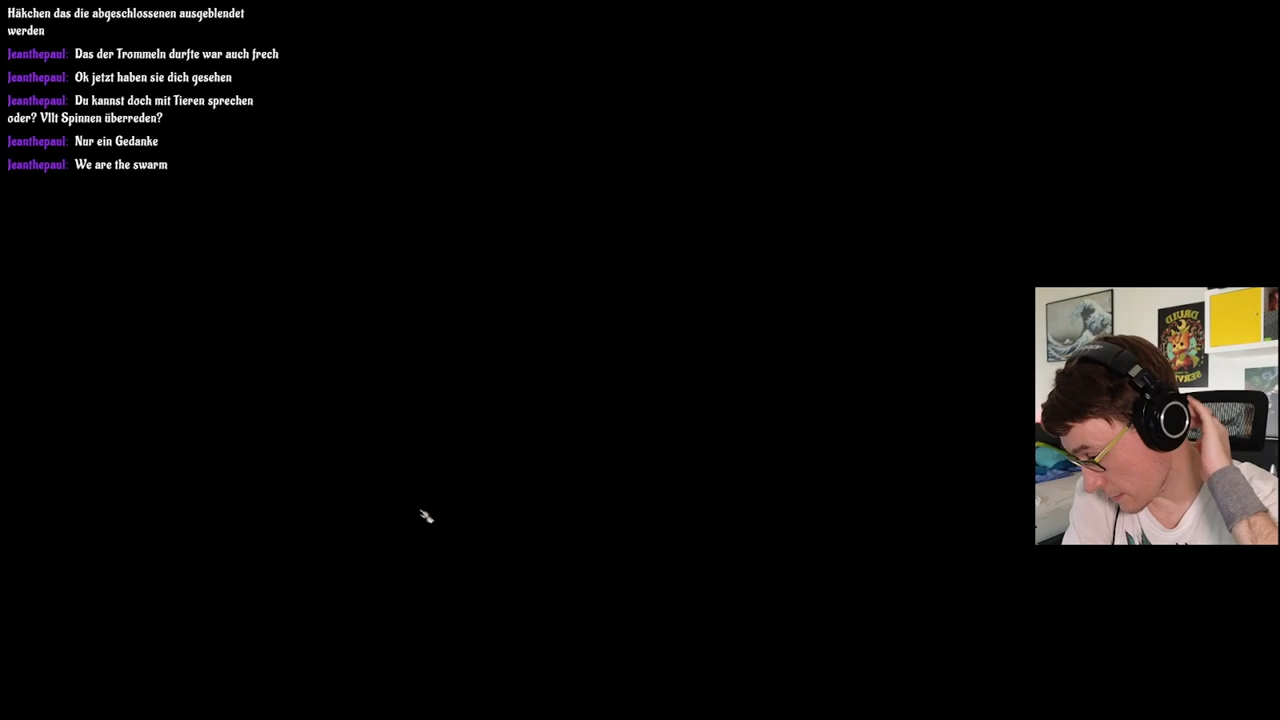 Häkchen das die abgeschlossenen ausgeblendet
werden
Jeanthepaul: Das der Trommeln durfte war auch frech
Jeanthepaul: Ok jetzt haben sie dich gesehen
Jeanthepaul: Du kannst doch mit Tieren sprechen
oder? Vllt Spinnen überreden?
Jeanthepaul: Nur ein Gedanke
Jeanthepaul: We are the swarm
DRUID